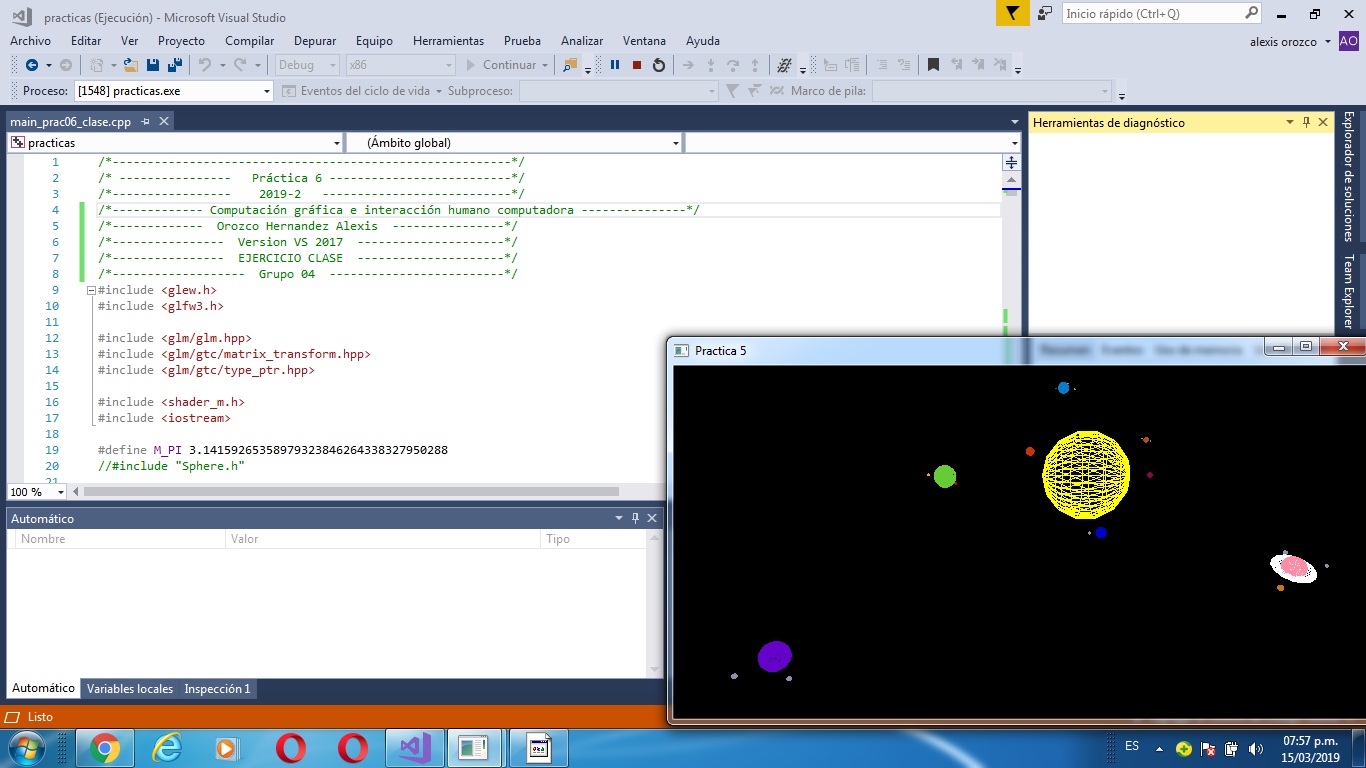 practicas (Ejecución) - Microsoft Visual Studio
Inicio rápido (Ctrl+Q)
Archivo Editar Ver Proyecto Compilar Depurar Equipo Herramientas Prueba Analizar Ventana Ayuda
alexis orozco AO
Debug x86 Continuar
Proceso: [1548] practicas.exe Eventos del ciclo de vida Subproceso: Marco de pila:
main_prac06_clase.cpp
practicas (Ámbito global)
1 /*---------------------------------------------------------*/
2 /* ---------------- Práctica 6 --------------------------*/
3 /*----------------- 2019-2 ---------------------------*/
4 /*------------- Computación gráfica e interacción humano computadora ---------------*/
5 /*------------- Orozco Hernandez Alexis ----------------*/
6 /*---------------- Version VS 2017 ---------------------*/
7 /*---------------- EJERCICIO CLASE ---------------------*/
8 /*------------------- Grupo 04 -------------------------*/
9 #include <glew.h>
10 #include <glfw3.h>
11
12 #include <glm/glm.hpp>
13 #include <glm/gtc/matrix_transform.hpp>
14 #include <glm/gtc/type_ptr.hpp>
15
16 #include <shader_m.h>
17 #include <iostream>
18
19 #define M_PI 3.14159265358979323846264338327950288
20 //#include "Sphere.h"
21
100 %
Herramientas de diagnóstico
Explorador de soluciones
Team Explorer
Practica 5
Automático
Nombre Valor Tipo
Automático Variables locales Inspección 1
Listo
ES
07:57 p.m.
15/03/2019